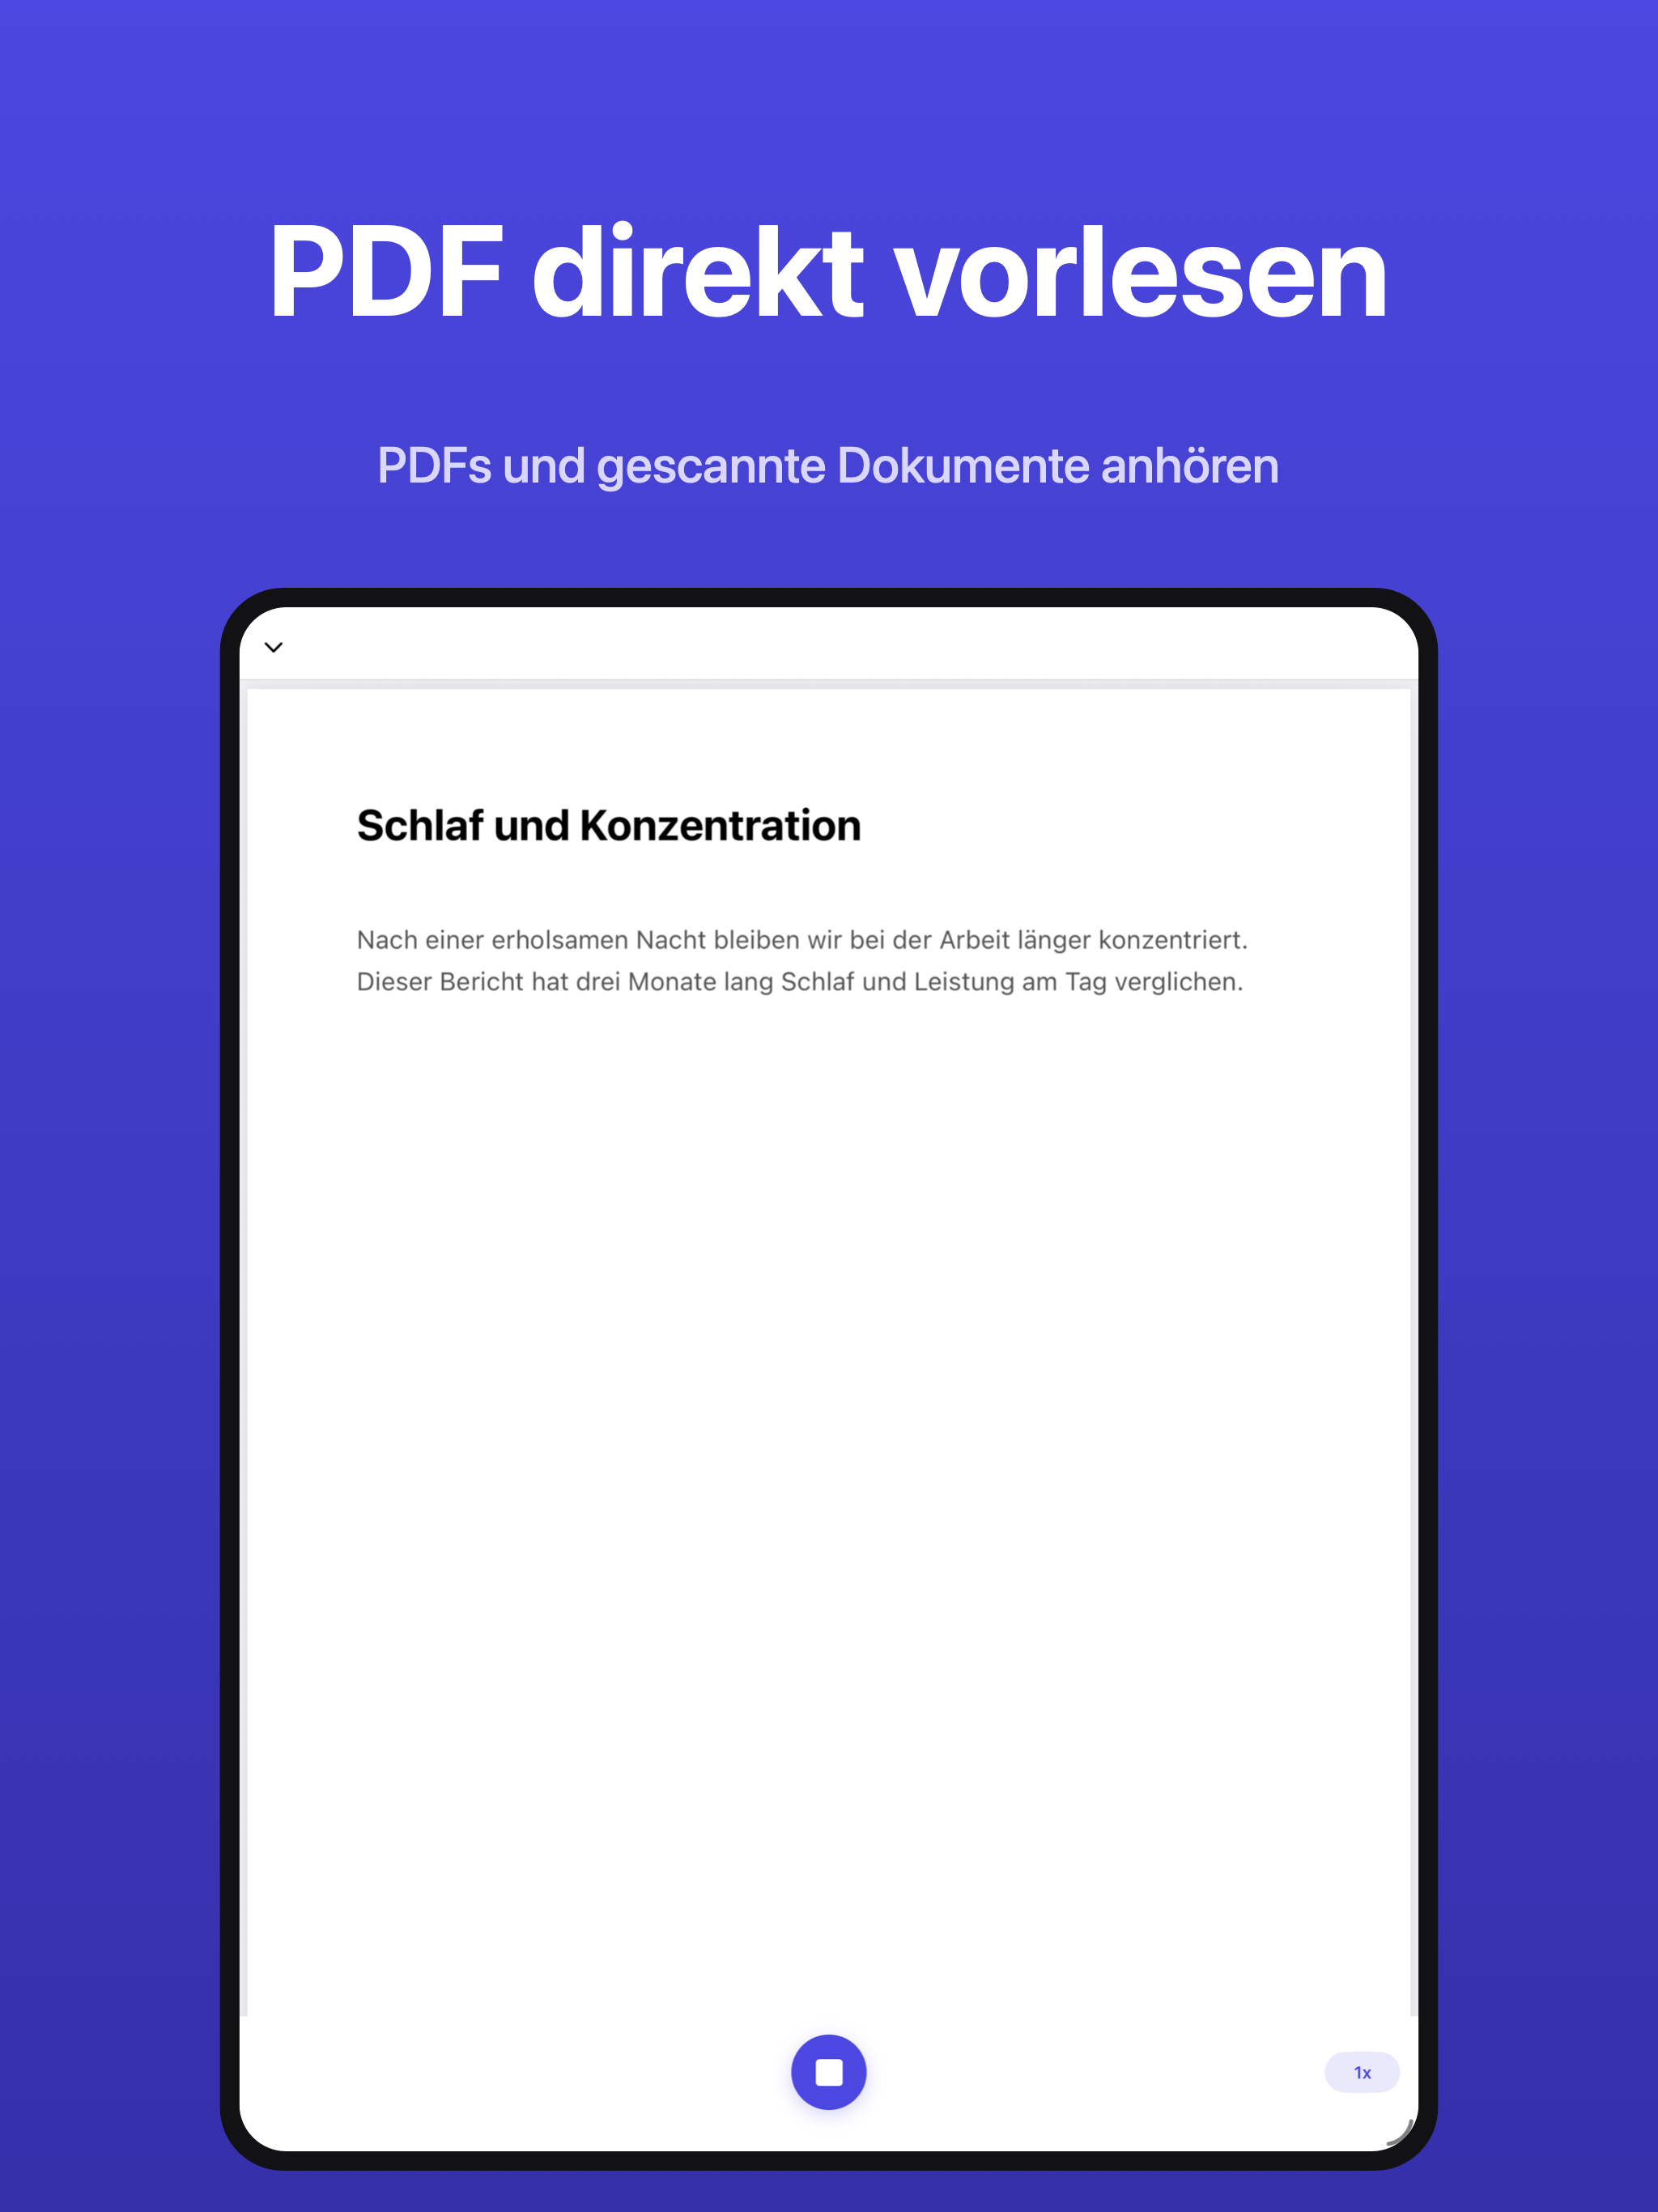 PDF direkt vorlesen
PDFs und gescannte Dokumente anhören
Schlaf und Konzentration
Nach einer erholsamen Nacht bleiben wir bei der Arbeit länger konzentriert.
Dieser Bericht hat drei Monate lang Schlaf und Leistung am Tag verglichen.
1x